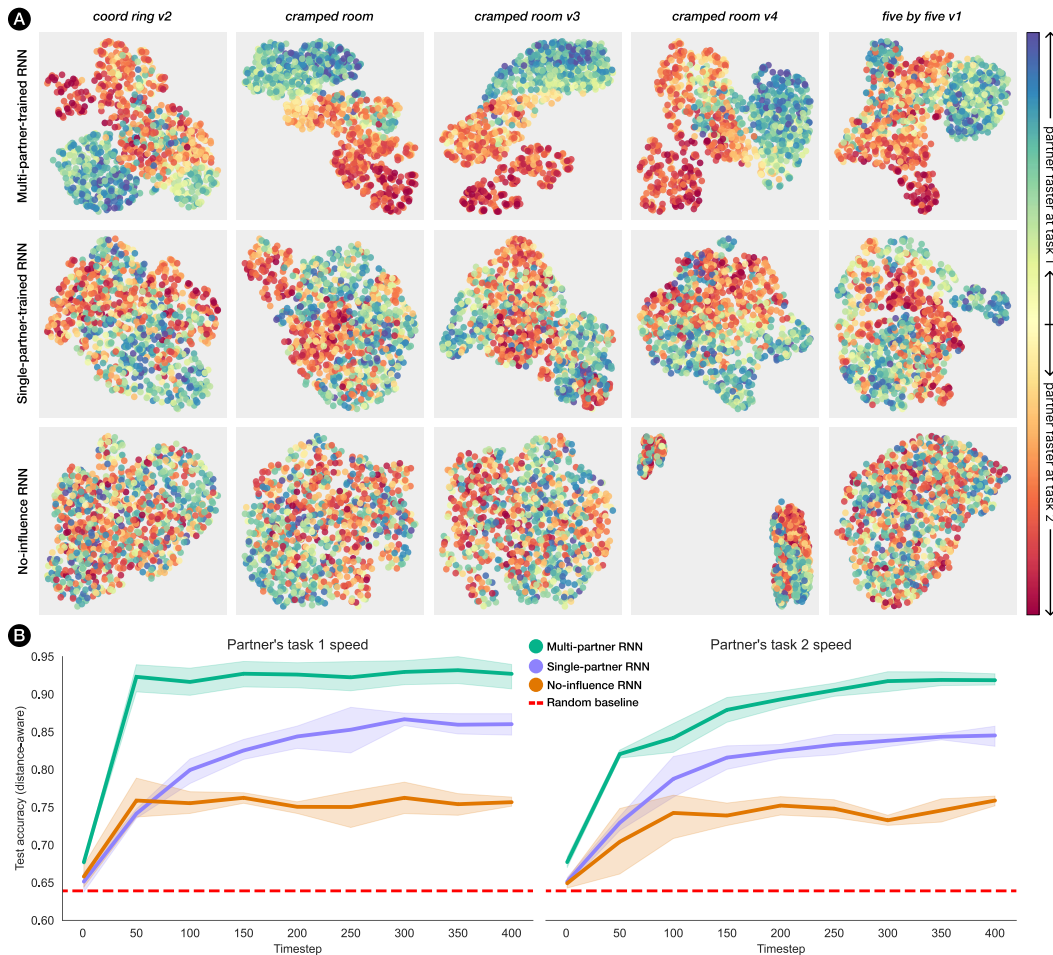 A
coord ring v2
cramped room
cramped room v3
cramped room v4
five by five v1
Multi-partner-trained RNN
Single-partner-trained RNN
No-influence RNN
partner faster at task 1
partner faster at task 2
B
Partner's task 1 speed
Partner's task 2 speed
Multi-partner RNN
Single-partner RNN
No-influence RNN
Random baseline
Test accuracy (distance-aware)
0.95
0.90
0.85
0.80
0.75
0.70
0.65
0.60
0 50 100 150 200 250 300 350 400
Timestep
0 50 100 150 200 250 300 350 400
Timestep